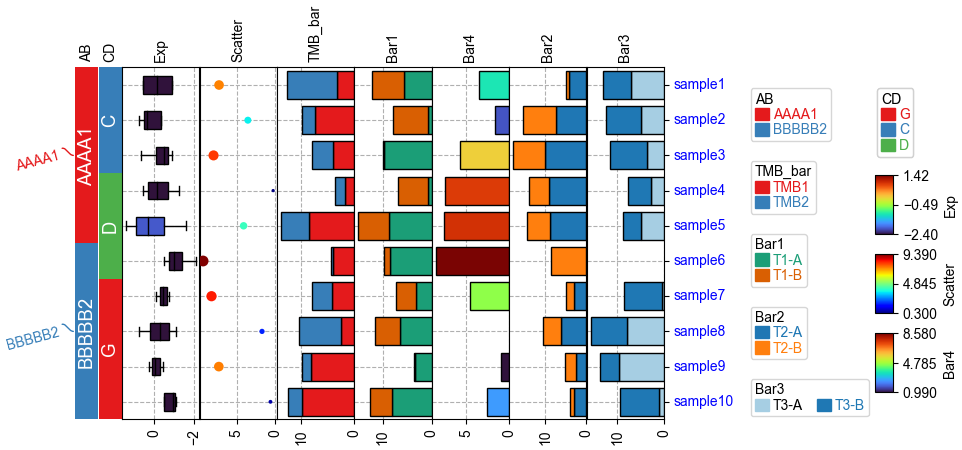 AB CD Exp Scatter TMB_bar Bar1 Bar4 Bar2 Bar3
AAAA1 AAAA1 C sample1
sample2
sample3
D sample4
sample5
BBBBB2 BBBBB2 G sample6
sample7
sample8
sample9
sample10
0 −2 5 0 10 0 10 0 5 0 10 0 10 0
AB
AAAA1
BBBBB2
TMB_bar
TMB1
TMB2
Bar1
T1-A
T1-B
Bar2
T2-A
T2-B
Bar3
T3-A T3-B
CD
G
C
D
1.42
−0.49
−2.40
Exp
9.390
4.845
0.300
Scatter
8.580
4.785
0.990
Bar4